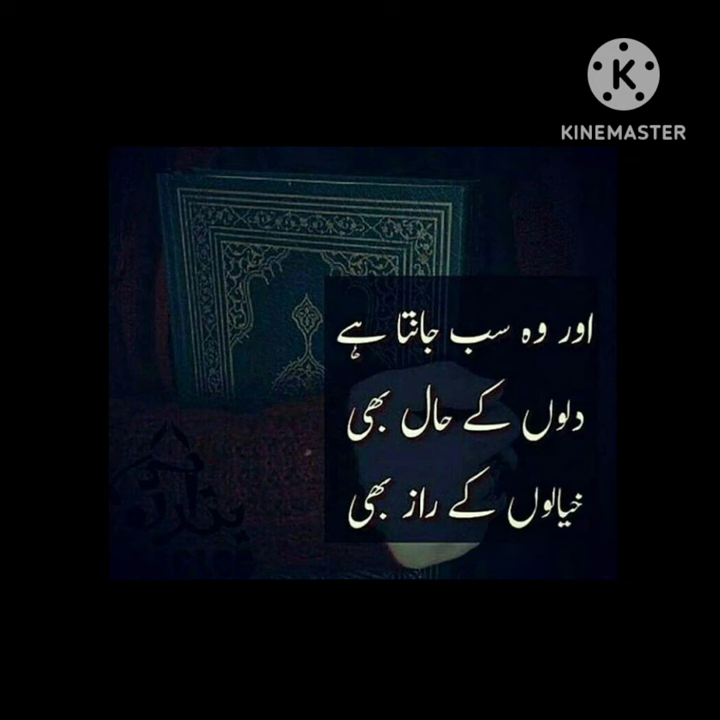 KINEMASTER
اور وہ سب جانتا ہے
دلوں کے حال بھی
خیالوں کے راز بھی